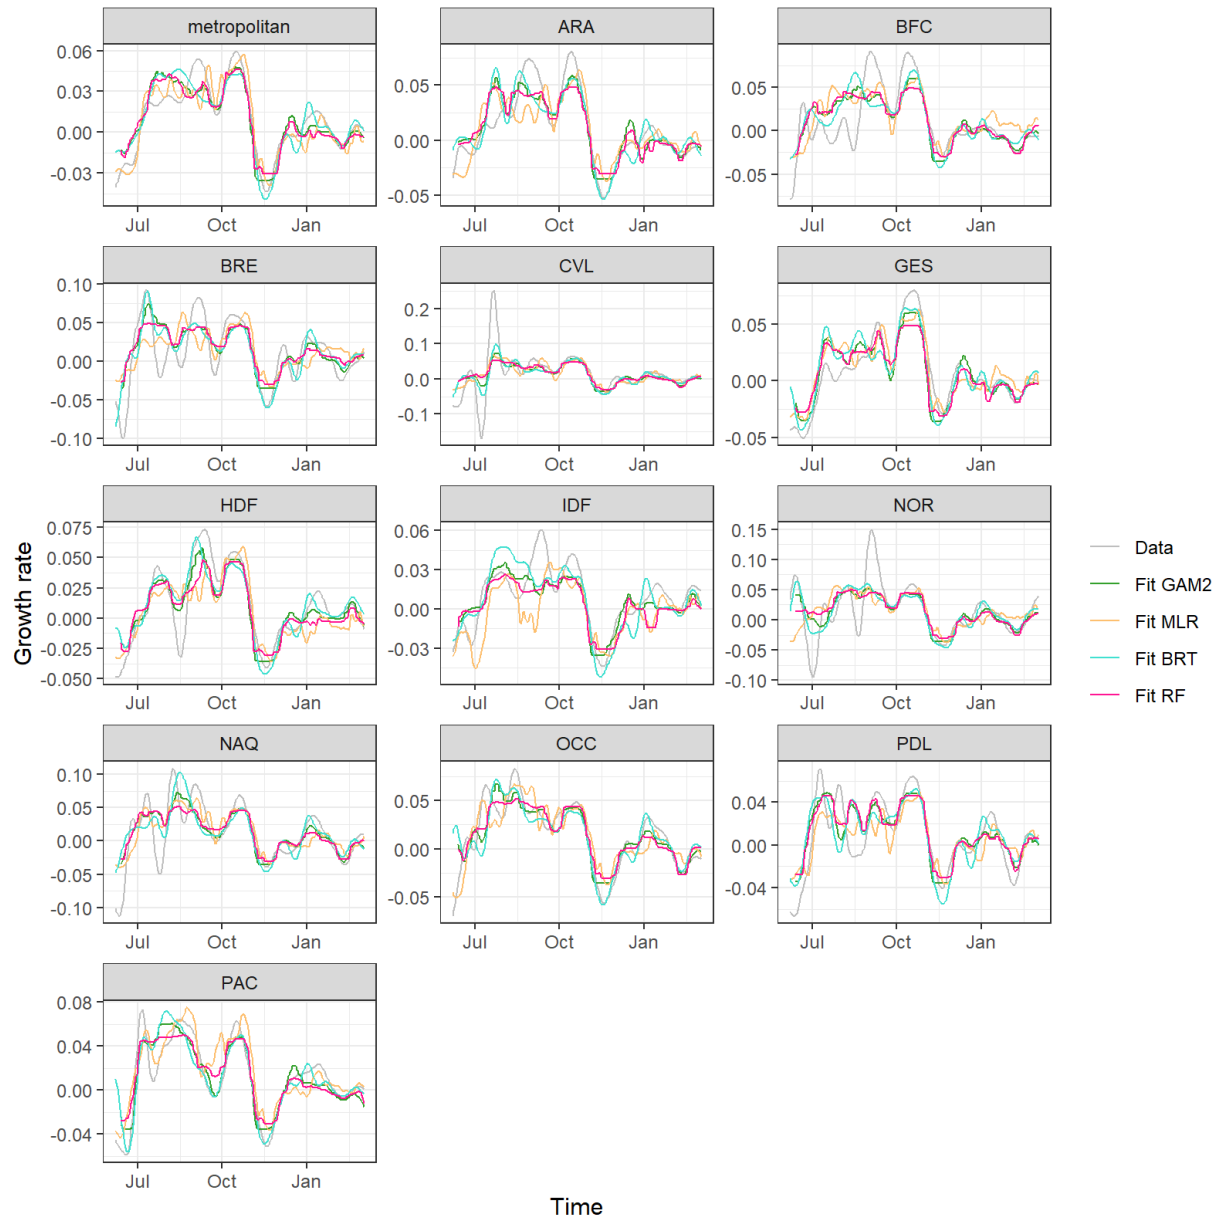 metropolitan
ARA
BFC
0.06
0.03
0.00
-0.03
0.05
0.00
-0.05
0.05
0.00
-0.05
Jul
Oct
Jan
Jul
Oct
Jan
Jul
Oct
Jan
BRE
CVL
GES
0.10
0.05
0.00
-0.05
-0.10
0.2
0.1
0.0
-0.1
0.05
0.00
-0.05
Jul
Oct
Jan
Jul
Oct
Jan
Jul
Oct
Jan
HDF
IDF
NOR
0.075
0.050
0.025
0.000
-0.025
-0.050
0.06
0.03
0.00
-0.03
0.15
0.10
0.05
0.00
-0.05
-0.10
Jul
Oct
Jan
Jul
Oct
Jan
Jul
Oct
Jan
NAQ
OCC
PDL
0.10
0.05
0.00
-0.05
-0.10
0.05
0.00
-0.05
0.04
0.00
-0.04
Jul
Oct
Jan
Jul
Oct
Jan
Jul
Oct
Jan
PAC
0.08
0.04
0.00
-0.04
Jul
Oct
Jan
Growth rate
Time
Data
Fit GAM2
Fit MLR
Fit BRT
Fit RF